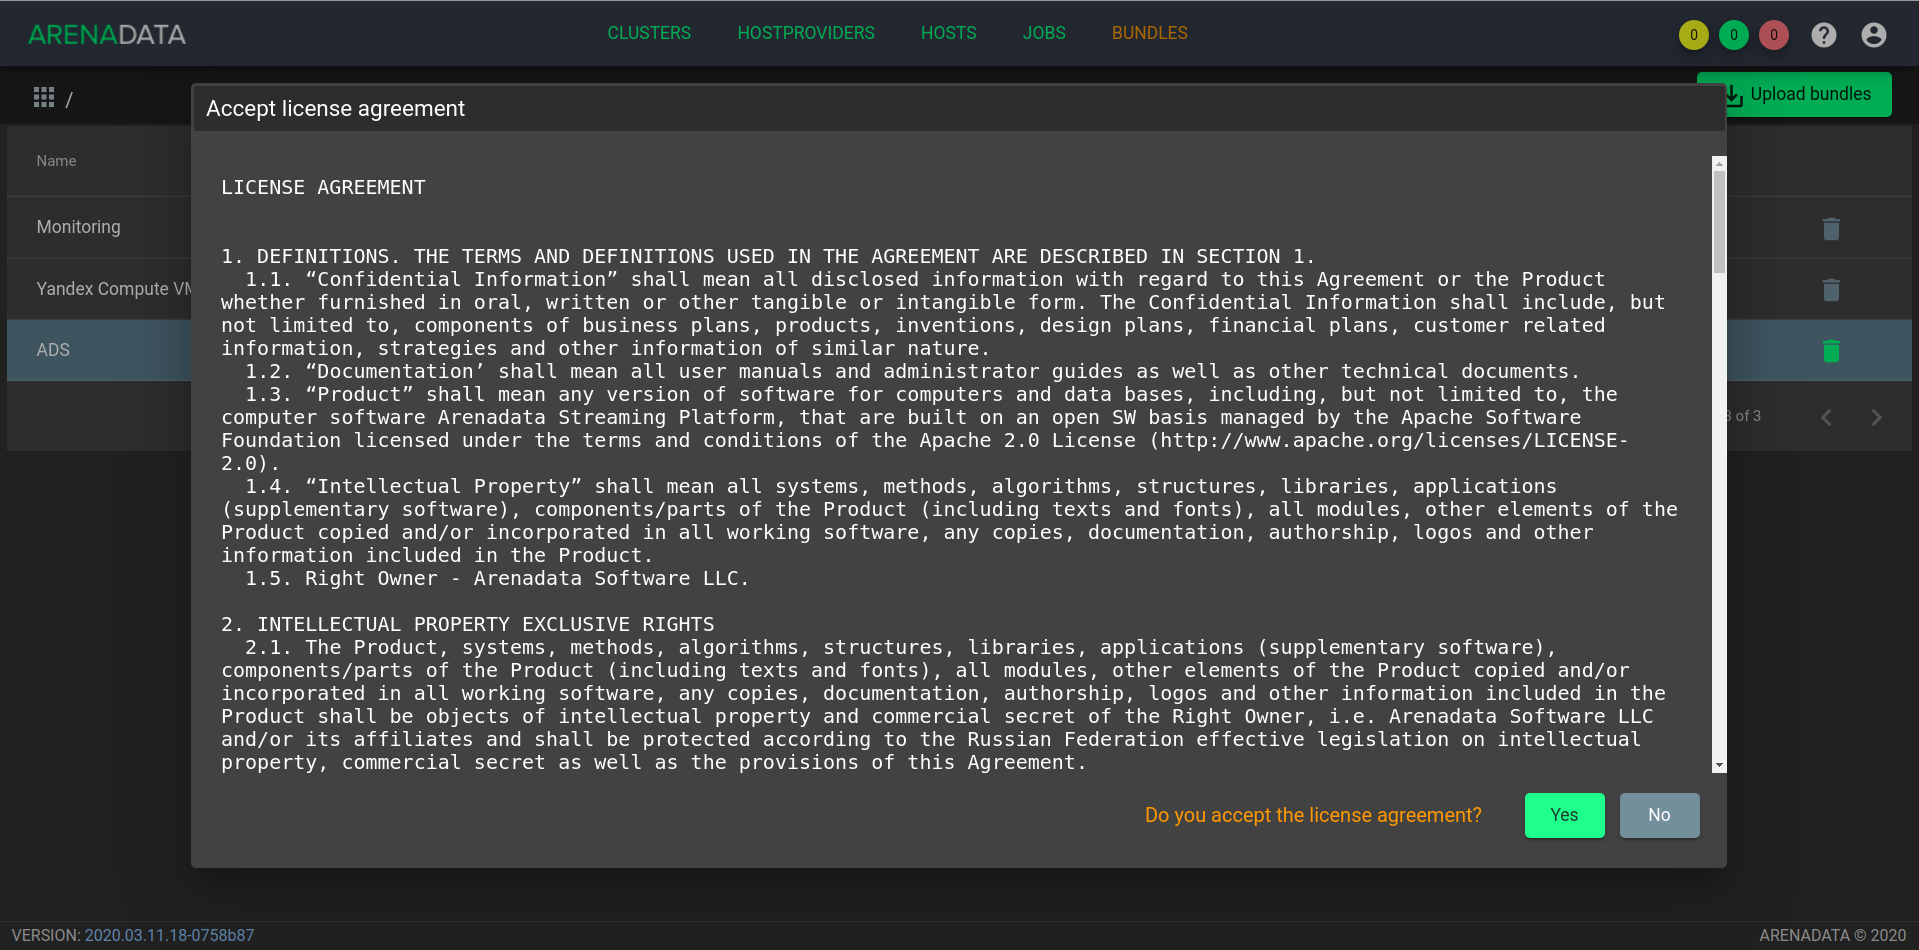 ARENADATA
CLUSTERS HOSTPROVIDERS HOSTS JOBS BUNDLES
0 0 0 ?
/
Upload bundles
Accept license agreement
Name
Monitoring
Yandex Compute VM
ADS
3 of 3
LICENSE AGREEMENT
1. DEFINITIONS. THE TERMS AND DEFINITIONS USED IN THE AGREEMENT ARE DESCRIBED IN SECTION 1.
1.1. “Confidential Information” shall mean all disclosed information with regard to this Agreement or the Product
whether furnished in oral, written or other tangible or intangible form. The Confidential Information shall include, but
not limited to, components of business plans, products, inventions, design plans, financial plans, customer related
information, strategies and other information of similar nature.
1.2. “Documentation’ shall mean all user manuals and administrator guides as well as other technical documents.
1.3. “Product” shall mean any version of software for computers and data bases, including, but not limited to, the
computer software Arenadata Streaming Platform, that are built on an open SW basis managed by the Apache Software
Foundation licensed under the terms and conditions of the Apache 2.0 License (http://www.apache.org/licenses/LICENSE-
2.0).
1.4. “Intellectual Property” shall mean all systems, methods, algorithms, structures, libraries, applications
(supplementary software), components/parts of the Product (including texts and fonts), all modules, other elements of the
Product copied and/or incorporated in all working software, any copies, documentation, authorship, logos and other
information included in the Product.
1.5. Right Owner - Arenadata Software LLC.
2. INTELLECTUAL PROPERTY EXCLUSIVE RIGHTS
2.1. The Product, systems, methods, algorithms, structures, libraries, applications (supplementary software),
components/parts of the Product (including texts and fonts), all modules, other elements of the Product copied and/or
incorporated in all working software, any copies, documentation, authorship, logos and other information included in the
Product shall be objects of intellectual property and commercial secret of the Right Owner, i.e. Arenadata Software LLC
and/or its affiliates and shall be protected according to the Russian Federation effective legislation on intellectual
property, commercial secret as well as the provisions of this Agreement.
Do you accept the license agreement? Yes No
VERSION: 2020.03.11.18-0758b87
ARENADATA © 2020